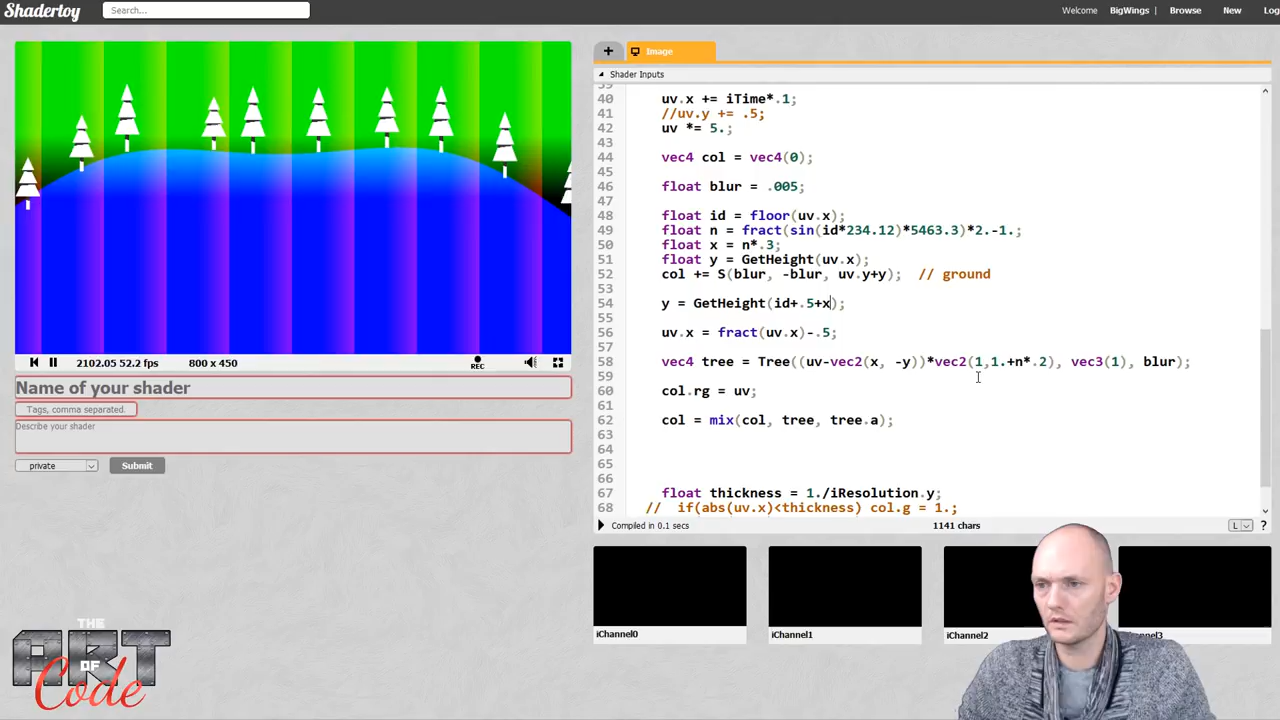 Shadertoy
Search...
Welcome BigWings | Browse New Log
+ Image
Shader Inputs
40 uv.x += iTime*.1;
41 //uv.y += .5;
42 uv *= 5.;
43
44 vec4 col = vec4(0);
45
46 float blur = .005;
47
48 float id = floor(uv.x);
49 float n = fract(sin(id*234.12)*5463.3)*2.-1.;
50 float x = n*.3;
51 float y = GetHeight(uv.x);
52 col += S(blur, -blur, uv.y+y); // ground
53
54 y = GetHeight(id+.5+x);
55
56 uv.x = fract(uv.x)-.5;
57
58 vec4 tree = Tree((uv-vec2(x, -y))*vec2(1,1.+n*.2), vec3(1), blur);
59
60 col.rg = uv;
61
62 col = mix(col, tree, tree.a);
63
64
65
66
67 float thickness = 1./iResolution.y;
68 // if(abs(uv.x)<thickness) col.g = 1.;
2102.05 52.2 fps 800 x 450
REC
Name of your shader
Tags, comma separated.
Describe your shader
private
Submit
Compiled in 0.1 secs 1141 chars L ?
iChannel0 iChannel1 iChannel2
THE
ART
OF
Code